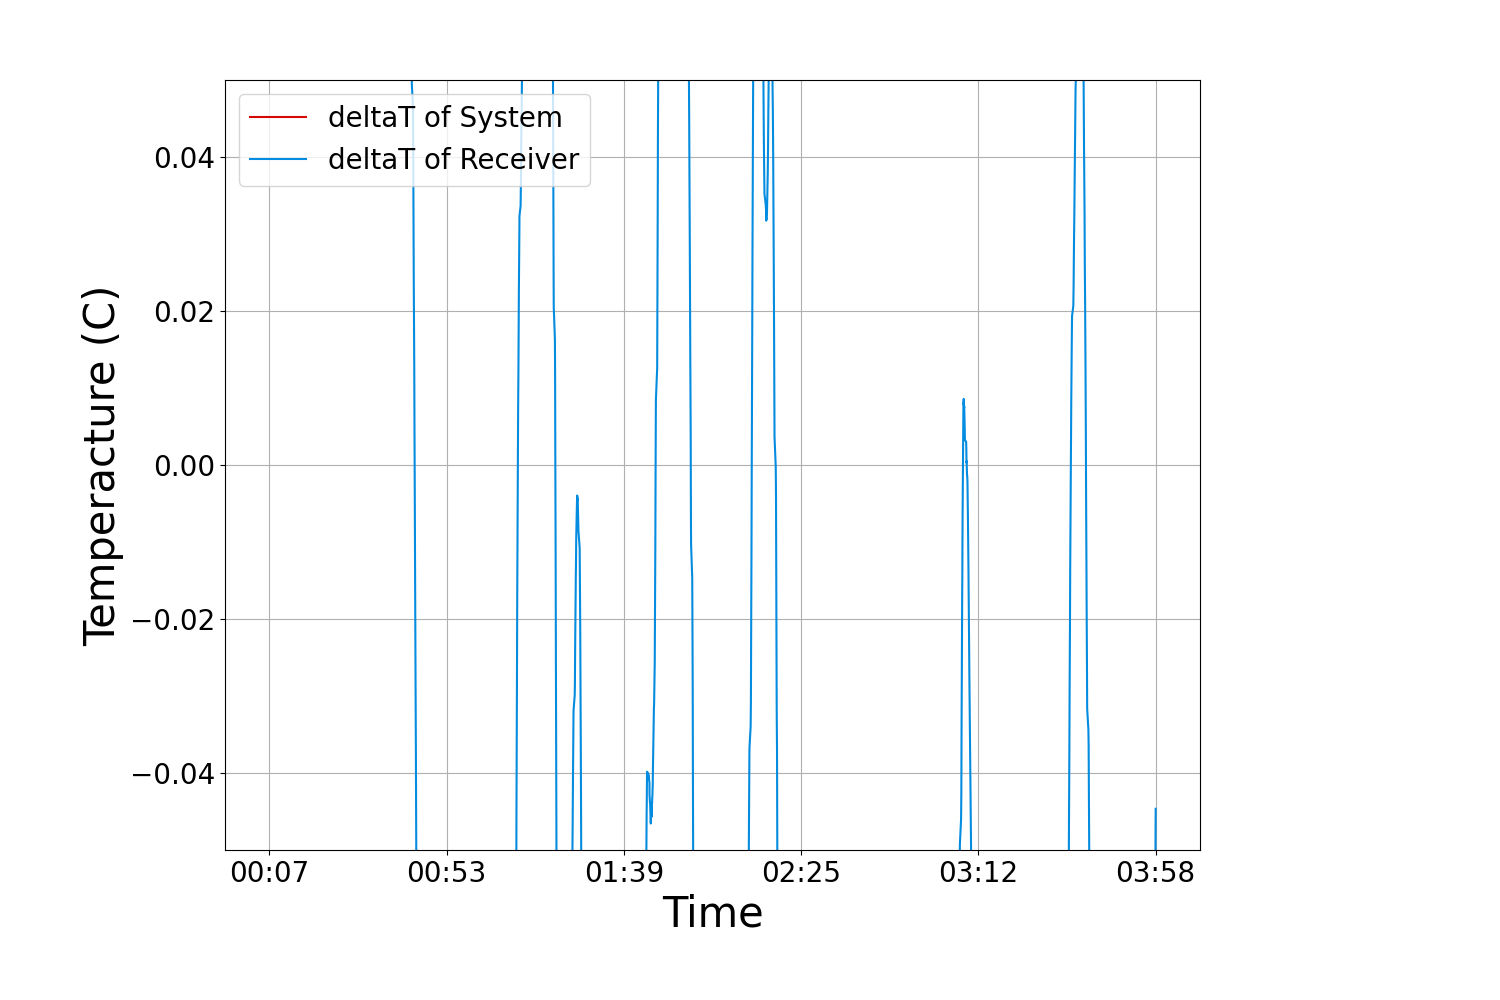 deltaT of System
deltaT of Receiver
0.04
0.02
0.00
−0.02
−0.04
Temperacture (C)
00:07 00:53 01:39 02:25 03:12 03:58
Time